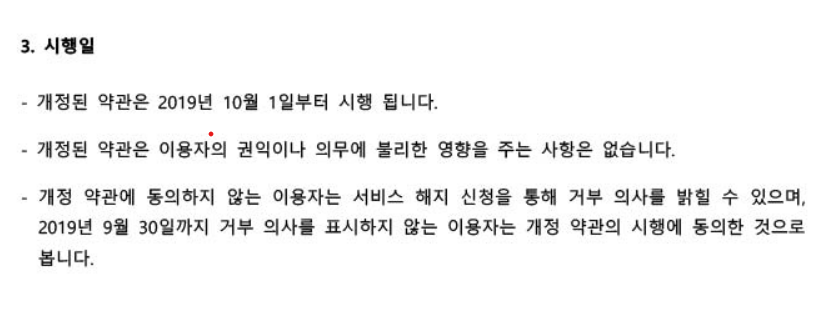 3. 시행일
- 개정된 약관은 2019년 10월 1일부터 시행 됩니다.
- 개정된 약관은 이용자의 권익이나 의무에 불리한 영향을 주는 사항은 없습니다.
- 개정 약관에 동의하지 않는 이용자는 서비스 해지 신청을 통해 거부 의사를 밝힐 수 있으며,
2019년 9월 30일까지 거부 의사를 표시하지 않는 이용자는 개정 약관의 시행에 동의한 것으로
봅니다.